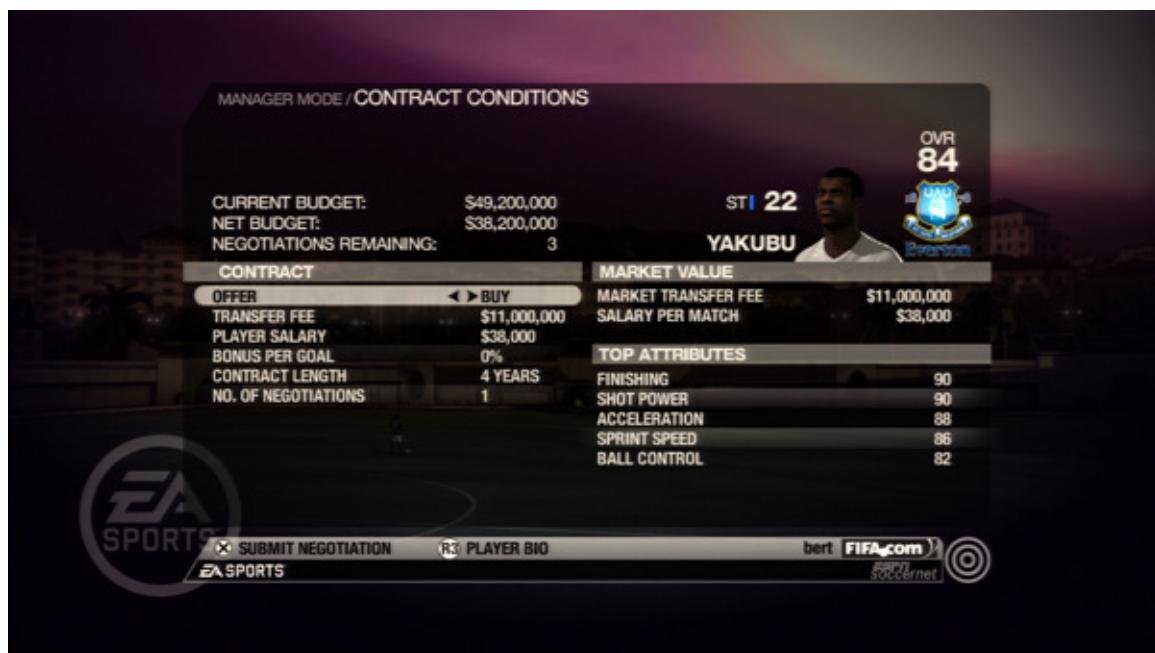 MANAGER MODE / CONTRACT CONDITIONS
OVR
84
CURRENT BUDGET: $49,200,000
NET BUDGET: $38,200,000
NEGOTIATIONS REMAINING: 3
ST 22
YAKUBU
Everton
CONTRACT
OFFER BUY
TRANSFER FEE $11,000,000
PLAYER SALARY $38,000
BONUS PER GOAL 0%
CONTRACT LENGTH 4 YEARS
NO. OF NEGOTIATIONS 1
MARKET VALUE
MARKET TRANSFER FEE $11,000,000
SALARY PER MATCH $38,000
TOP ATTRIBUTES
FINISHING 90
SHOT POWER 90
ACCELERATION 88
SPRINT SPEED 86
BALL CONTROL 82
EA SPORTS
SUBMIT NEGOTIATION R3 PLAYER BIO bert FIFA.com
EA SPORTS ESPN soccernet